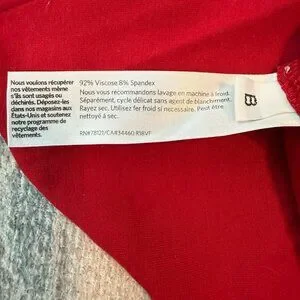 Nous voulons récupérer
nos vêtements même
s'ils sont usagés ou
déchirés. Déposez-les
dans nos magasins aux
États-Unis et soutenez
notre programme de
recyclage des
vêtements.
92% Viscose 8% Spandex
Nous vous recommandons lavage en machine à froid.
Séparément, cycle délicat sans agent de blanchiment.
Rayez sec. Utilisez fer froid si necessaire. Peut être
nettoyé à sec.
RN#78121/CA#34460 R18VF